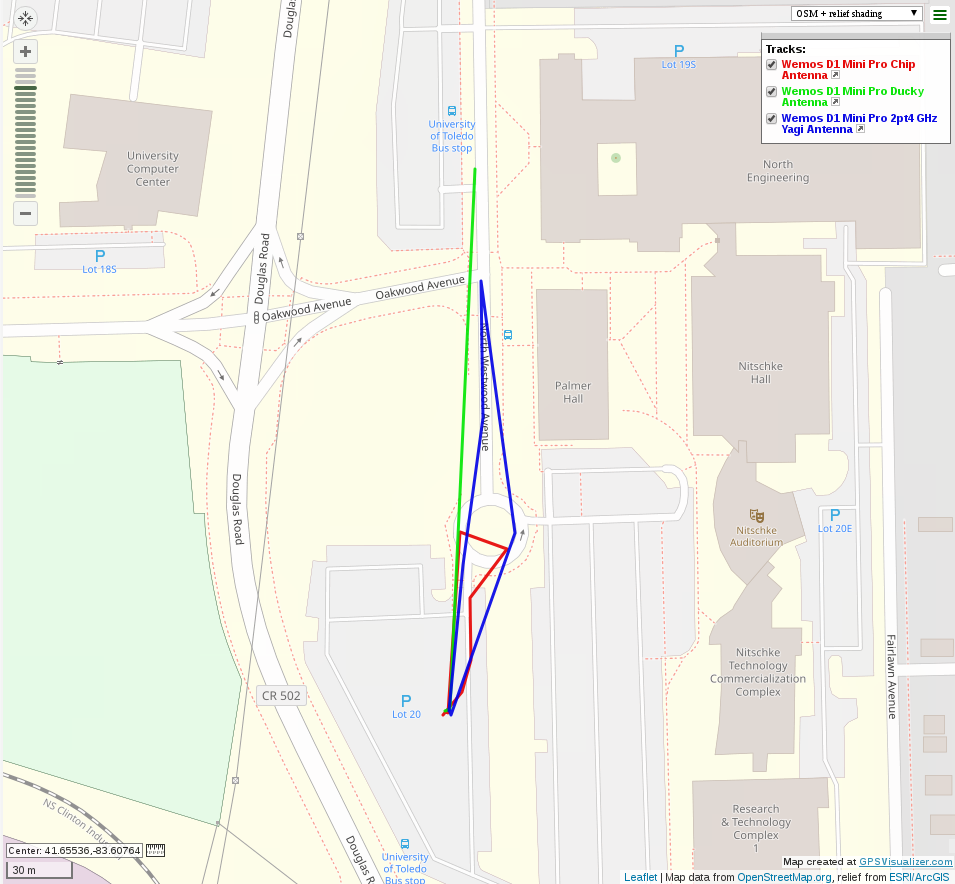 OSM + relief shading
Tracks:
Wemos D1 Mini Pro Chip
Antenna
Wemos D1 Mini Pro Ducky
Antenna
Wemos D1 Mini Pro 2pt4 GHz
Yagi Antenna
Douglas
P
Lot 19S
University
of Toledo
Bus stop
University
Computer
Center
North
Engineering
P
Lot 18S
Douglas Road
Oakwood Avenue
Oakwood Avenue
North Westwood Avenue
Palmer
Hall
Nitschke
Hall
Douglas Road
Nitschke
Auditorium
P
Lot 20E
Nitschke
Technology
Commercialization
Complex
Fairlawn Avenue
CR 502
P
Lot 20
NS Clinton Indu
Research
& Technology
Complex
1
Douglas R
University
of Toledo
Bus stop
Center: 41.65536,-83.60764
30 m
Map created at GPSVisualizer.com
Leaflet | Map data from OpenStreetMap.org, relief from ESRI/ArcGIS